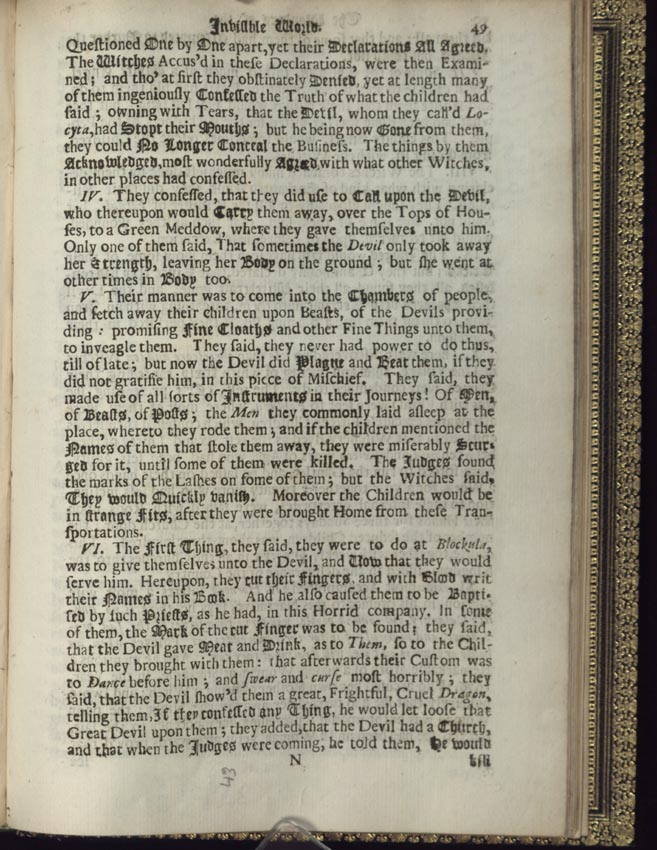 Inviſible World. 49
Queſtioned One by One apart, yet their Declarations All Agreed.
The Witches Accus'd in theſe Declarations, were then Exami-
ned; and tho' at firſt they obſtinately Denied, yet at length many
of them ingeniouſly Confeſſed the Truth of what the children had
ſaid; owning with Tears, that the Devil, whom they call'd Lo-
cyta, had Stopt their Mouths; but he being now Gone from them,
they could No Longer Conceal the Buſineſs. The things by them
Acknowledged, moſt wonderfully Agreed with what other Witches,
in other places had confeſſed.
IV. They confeſſed, that they did uſe to Call upon the Devil,
who thereupon would Carry them away, over the Tops of Hou-
ſes, to a Green Meddow, where they gave themſelves unto him.
Only one of them ſaid, That ſometimes the Devil only took away
her Strength, leaving her Body on the ground; but ſhe went at
other times in Body too.
V. Their manner was to come into the Chambers of people,
and fetch away their children upon Beaſts, of the Devils provi-
ding: promiſing Fine Cloaths and other Fine Things unto them,
to inveagle them. They ſaid, they never had power to do thus,
till of late; but now the Devil did Plague and Beat them, if they
did not gratifie him, in this piece of Miſchief. They ſaid, they
made uſe of all ſorts of Inſtruments in their Journeys! Of Men,
of Beaſts, of Poſts; the Men they commonly laid aſleep at the
place, whereto they rode them; and if the children mentioned the
Names of them that ſtole them away, they were miſerably Scur-
ged for it, until ſome of them were killed. The Judges found
the marks of the Laſhes on ſome of them; but the Witches ſaid,
They would Quickly vaniſh. Moreover the Children would be
in ſtrange Fits, after they were brought Home from theſe Tran-
ſportations.
VI. The Firſt Thing, they ſaid, they were to do at Blockula,
was to give themſelves unto the Devil, and Vow that they would
ſerve him. Hereupon, they cut their Fingers, and with Blood writ
their Names in his Book. And he alſo cauſed them to be Bapti-
ſed by ſuch Prieſts, as he had, in this Horrid company. In ſome
of them, the Mark of the cut Finger was to be found; they ſaid,
that the Devil gave Meat and Drink, as to Them, ſo to the Chil-
dren they brought with them: that afterwards their Cuſtom was
to Dance before him; and ſwear and curſe moſt horribly; they
ſaid, that the Devil ſhow'd them a great, Frightful, Cruel Dragon,
telling them, If they confeſſed any Thing, he would let looſe that
Great Devil upon them; they added, that the Devil had a Church,
and that when the Judges were coming, he told them, He would
N kill
43